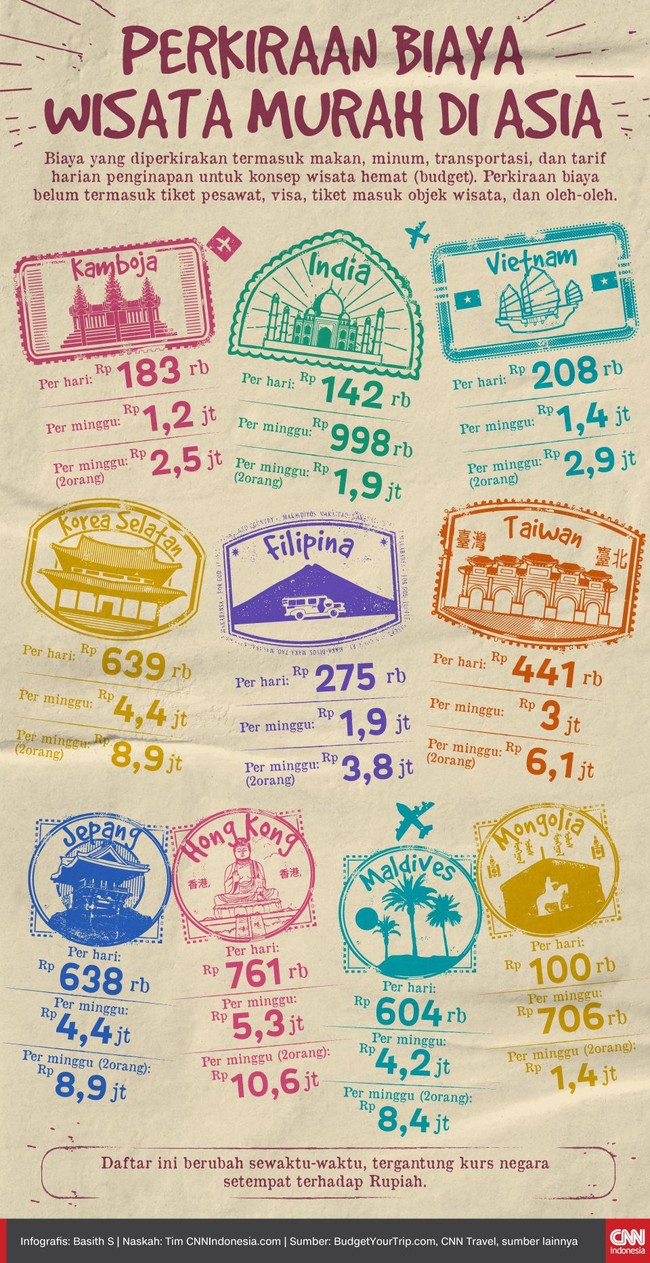 PERKIRAAN BIAYA
WISATA MURAH DI ASIA
Biaya yang diperkirakan termasuk makan, minum, transportasi, dan tarif
harian penginapan untuk konsep wisata hemat (budget). Perkiraan biaya
belum termasuk tiket pesawat, visa, tiket masuk objek wisata, dan oleh-oleh.
Kamboja
Per hari: Rp 183 rb
Per minggu: Rp 1,2 jt
Per minggu: Rp 2,5 jt
(2orang)
India
Per hari: Rp 142 rb
Per minggu: Rp 998 rb
Per minggu: Rp 1,9 jt
(2orang)
Vietnam
Per hari: Rp 208 rb
Per minggu: Rp 1,4 jt
Per minggu: Rp 2,9 jt
(2orang)
Korea Selatan
Per hari: Rp 639 rb
Per minggu: Rp 4,4 jt
Per minggu: Rp 8,9 jt
(2orang)
Filipina
Per hari: Rp 275 rb
Per minggu: Rp 1,9 jt
Per minggu: Rp 3,8 jt
(2orang)
Taiwan
臺灣
臺北
Per hari: Rp 441 rb
Per minggu: Rp 3 jt
Per minggu: Rp 6,1 jt
(2orang)
Jepang
Per hari:
Rp 638 rb
Per minggu:
Rp 4,4 jt
Per minggu (2orang):
Rp 8,9 jt
Hong Kong
香港,
香港,
Per hari:
Rp 761 rb
Per minggu:
Rp 5,3 jt
Per minggu (2orang):
Rp 10,6 jt
Maldives
Per hari:
Rp 604 rb
Per minggu:
Rp 4,2 jt
Per minggu (2orang):
Rp 8,4 jt
Mongolia
Per hari:
Rp 100 rb
Per minggu:
Rp 706 rb
Per minggu (2orang):
Rp 1,4 jt
Daftar ini berubah sewaktu-waktu, tergantung kurs negara
setempat terhadap Rupiah.
Infografis: Basith S | Naskah: Tim CNNIndonesia.com | Sumber: BudgetYourTrip.com, CNN Travel, sumber lainnya
CNN
Indonesia